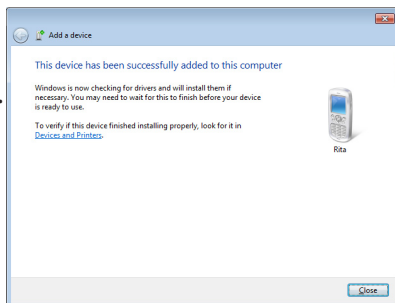 Add a device
This device has been successfully added to this computer
Windows is now checking for drivers and will install them if
necessary. You may need to wait for this to finish before your device
is ready to use.
To verify if this device finished installing properly, look for it in
Devices and Printers.
Rita
Close